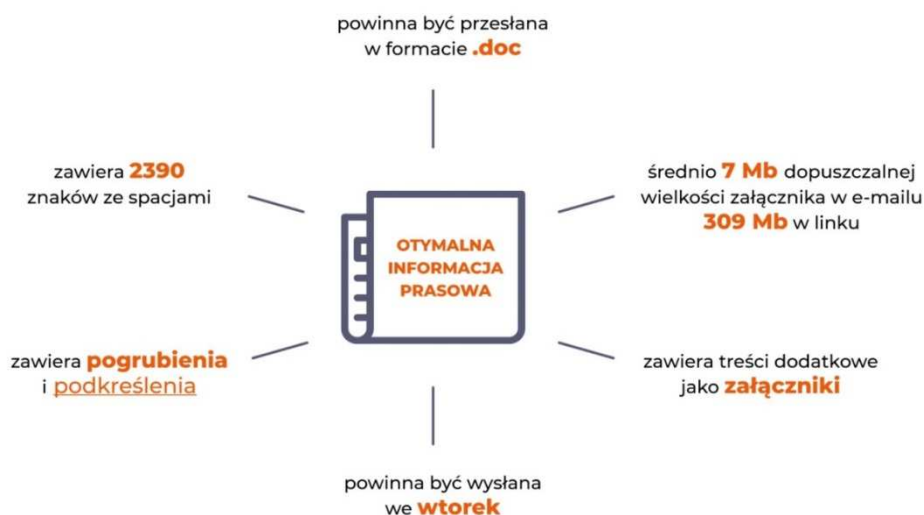 powinna być przesłana
w formacie .doc
zawiera 2390
znaków ze spacjami
średnio 7 Mb dopuszczalnej
wielkości załącznika w e-mailu
309 Mb w linku
OTYMALNA
INFORMACJA
PRASOWA
zawiera pogrubienia
i podkreślenia
zawiera treści dodatkowe
jako załączniki
powinna być wysłana
we wtorek